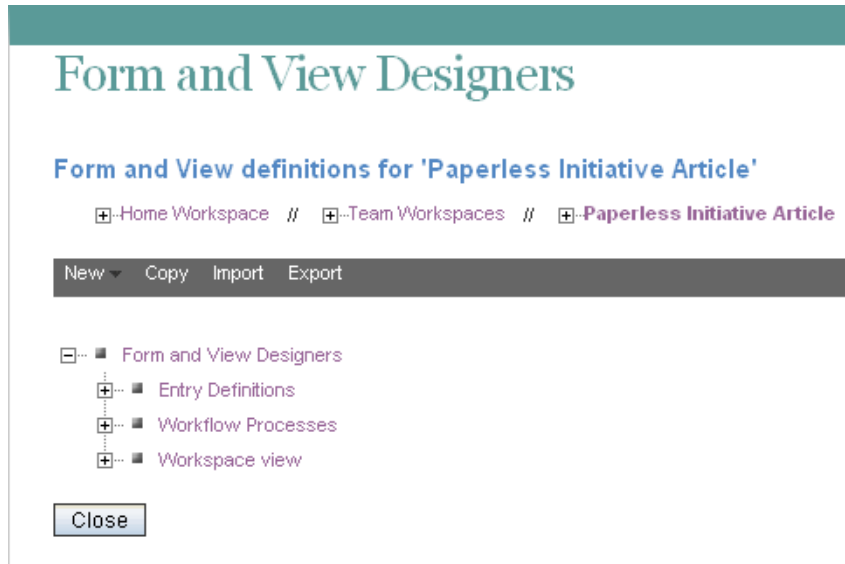 Form and View Designers
Form and View definitions for 'Paperless Initiative Article'
Home Workspace // Team Workspaces // Paperless Initiative Article
New Copy Import Export
Form and View Designers
Entry Definitions
Workflow Processes
Workspace view
Close